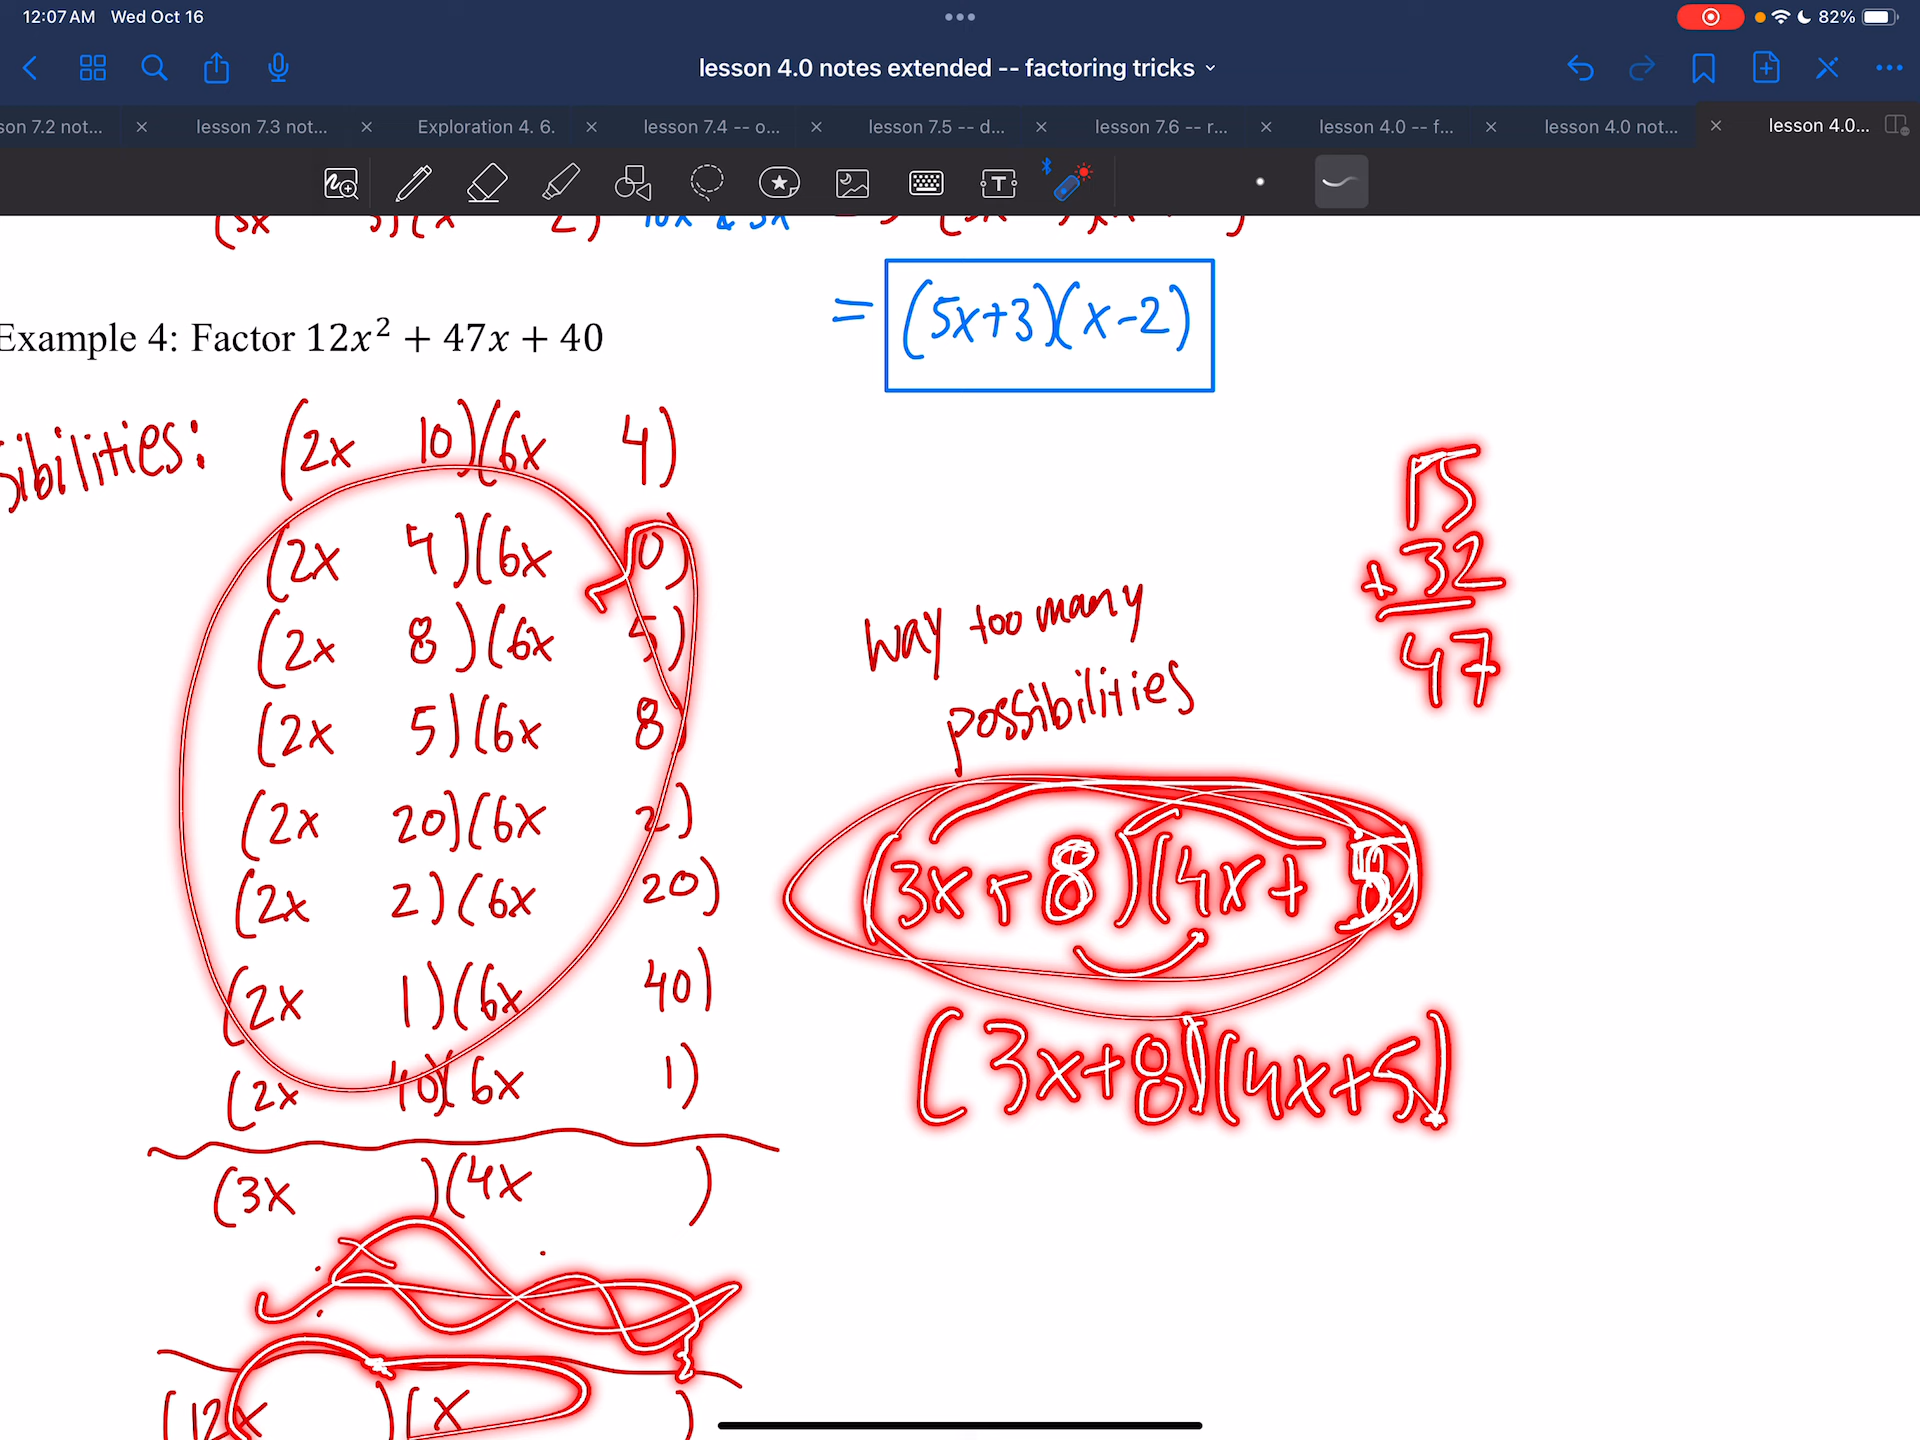 12:07 AM Wed Oct 16
82%
lesson 4.0 notes extended -- factoring tricks
son 7.2 not...
lesson 7.3 not...
Exploration 4. 6.
lesson 7.4 -- o...
lesson 7.5 -- d...
lesson 7.6 -- r...
lesson 4.0 -- f...
lesson 4.0 not...
lesson 4.0...
= (5x+3)(x-2)
Example 4: Factor 12x² + 47x + 40
sibilities: (2x 10)(6x 4)
(2x 4)(6x 10)
(2x 8)(6x 5)
(2x 5)(6x 8)
(2x 20)(6x 2)
(2x 2)(6x 20)
(2x 1)(6x 40)
(2x 40)(6x 1)
(3x )(4x )
(12x )(x )
way too many
possibilities
15
+ 32
47
(3x+8)(4x+5)
(3x+8)(4x+5)